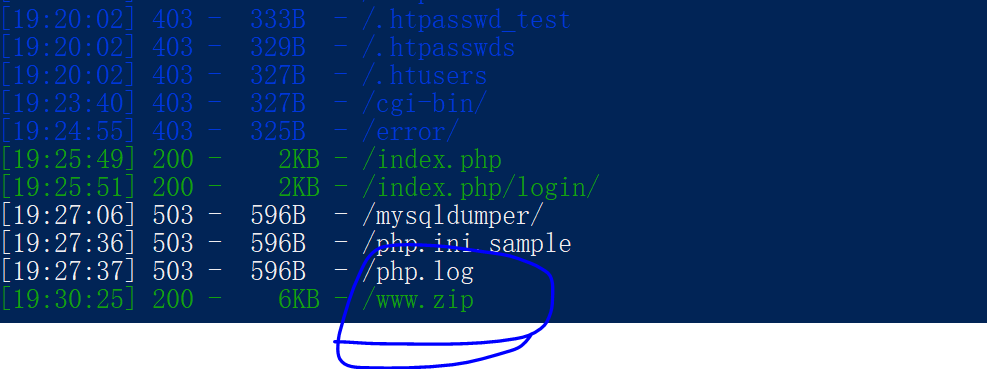 [19:20:02] 403 -  333B  - /.htpasswd_test
[19:20:02] 403 -  329B  - /.htpasswds
[19:20:02] 403 -  327B  - /.htusers
[19:23:40] 403 -  327B  - /cgi-bin/
[19:24:55] 403 -  325B  - /error/
[19:25:49] 200 -    2KB - /index.php
[19:25:51] 200 -    2KB - /index.php/login/
[19:27:06] 503 -  596B  - /mysqldumper/
[19:27:36] 503 -  596B  - /php.ini.sample
[19:27:37] 503 -  596B  - /php.log
[19:30:25] 200 -    6KB - /www.zip